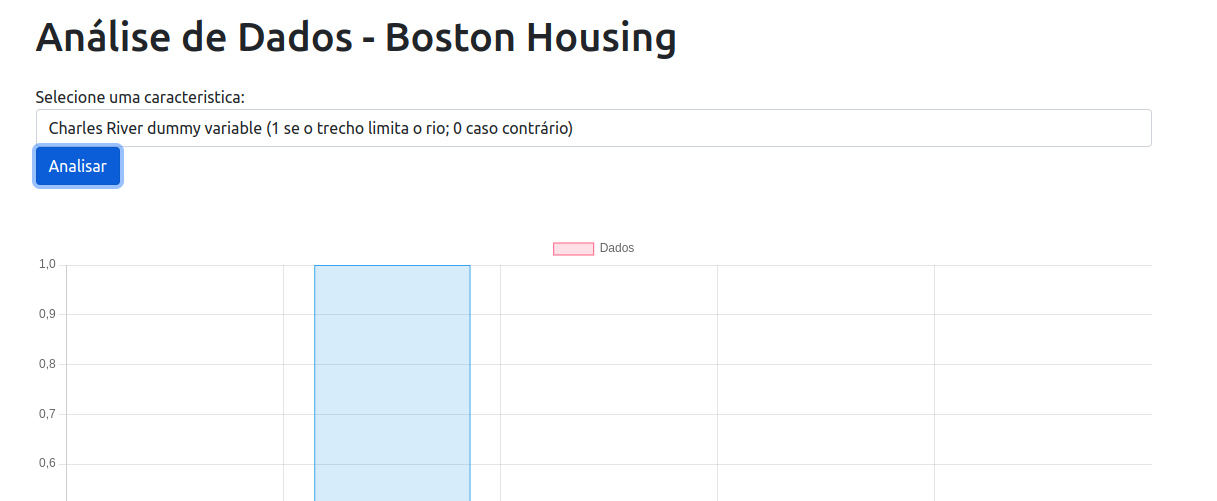 Análise de Dados - Boston Housing
Selecione uma caracteristica:
Charles River dummy variable (1 se o trecho limita o rio; 0 caso contrário)
Analisar
Dados
1,0
0,9
0,8
0,7
0,6